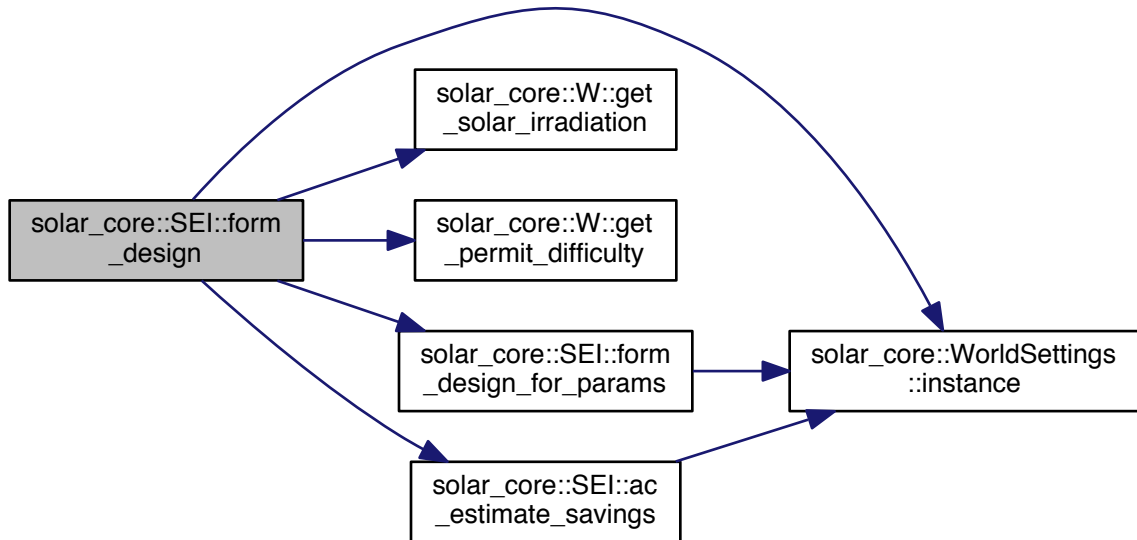 solar_core::SEI::form
_design
solar_core::W::get
_solar_irradiation
solar_core::W::get
_permit_difficulty
solar_core::SEI::form
_design_for_params
solar_core::SEI::ac
_estimate_savings
solar_core::WorldSettings
::instance